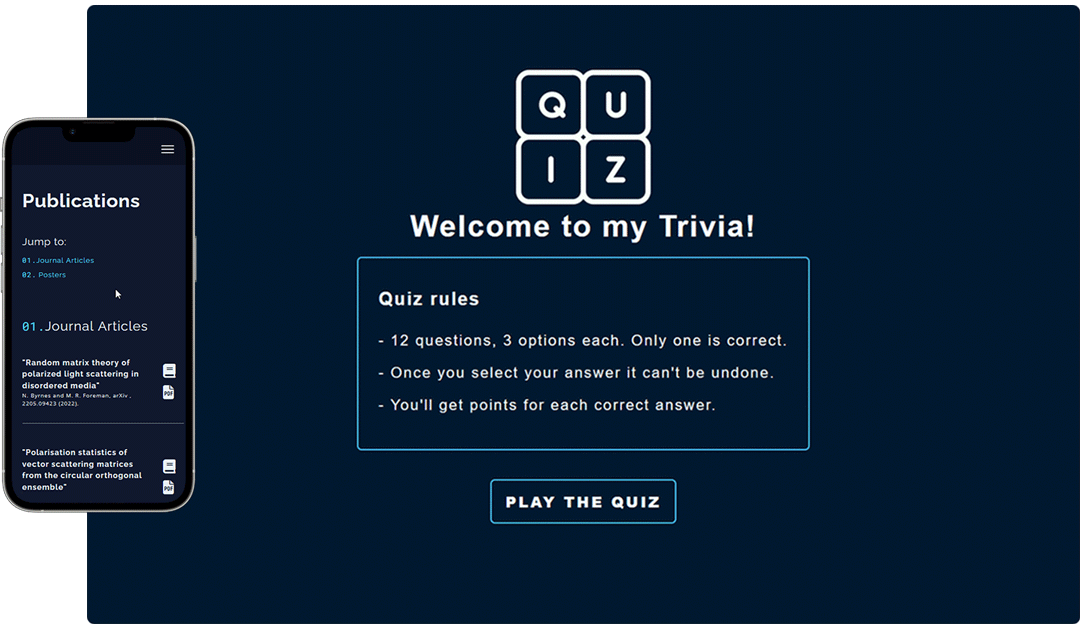 Publications
Jump to:
01.Journal Articles
02. Posters
01.Journal Articles
"Random matrix theory of
polarized light scattering in
disordered media"
N. Byrnes and M. R. Foreman, arXiv ,
2205.09423 (2022).
PDF
"Polarisation statistics of
vector scattering matrices
from the circular orthogonal
ensemble"
PDF
Q U
I Z
Welcome to my Trivia!
Quiz rules
- 12 questions, 3 options each. Only one is correct.
- Once you select your answer it can't be undone.
- You'll get points for each correct answer.
PLAY THE QUIZ